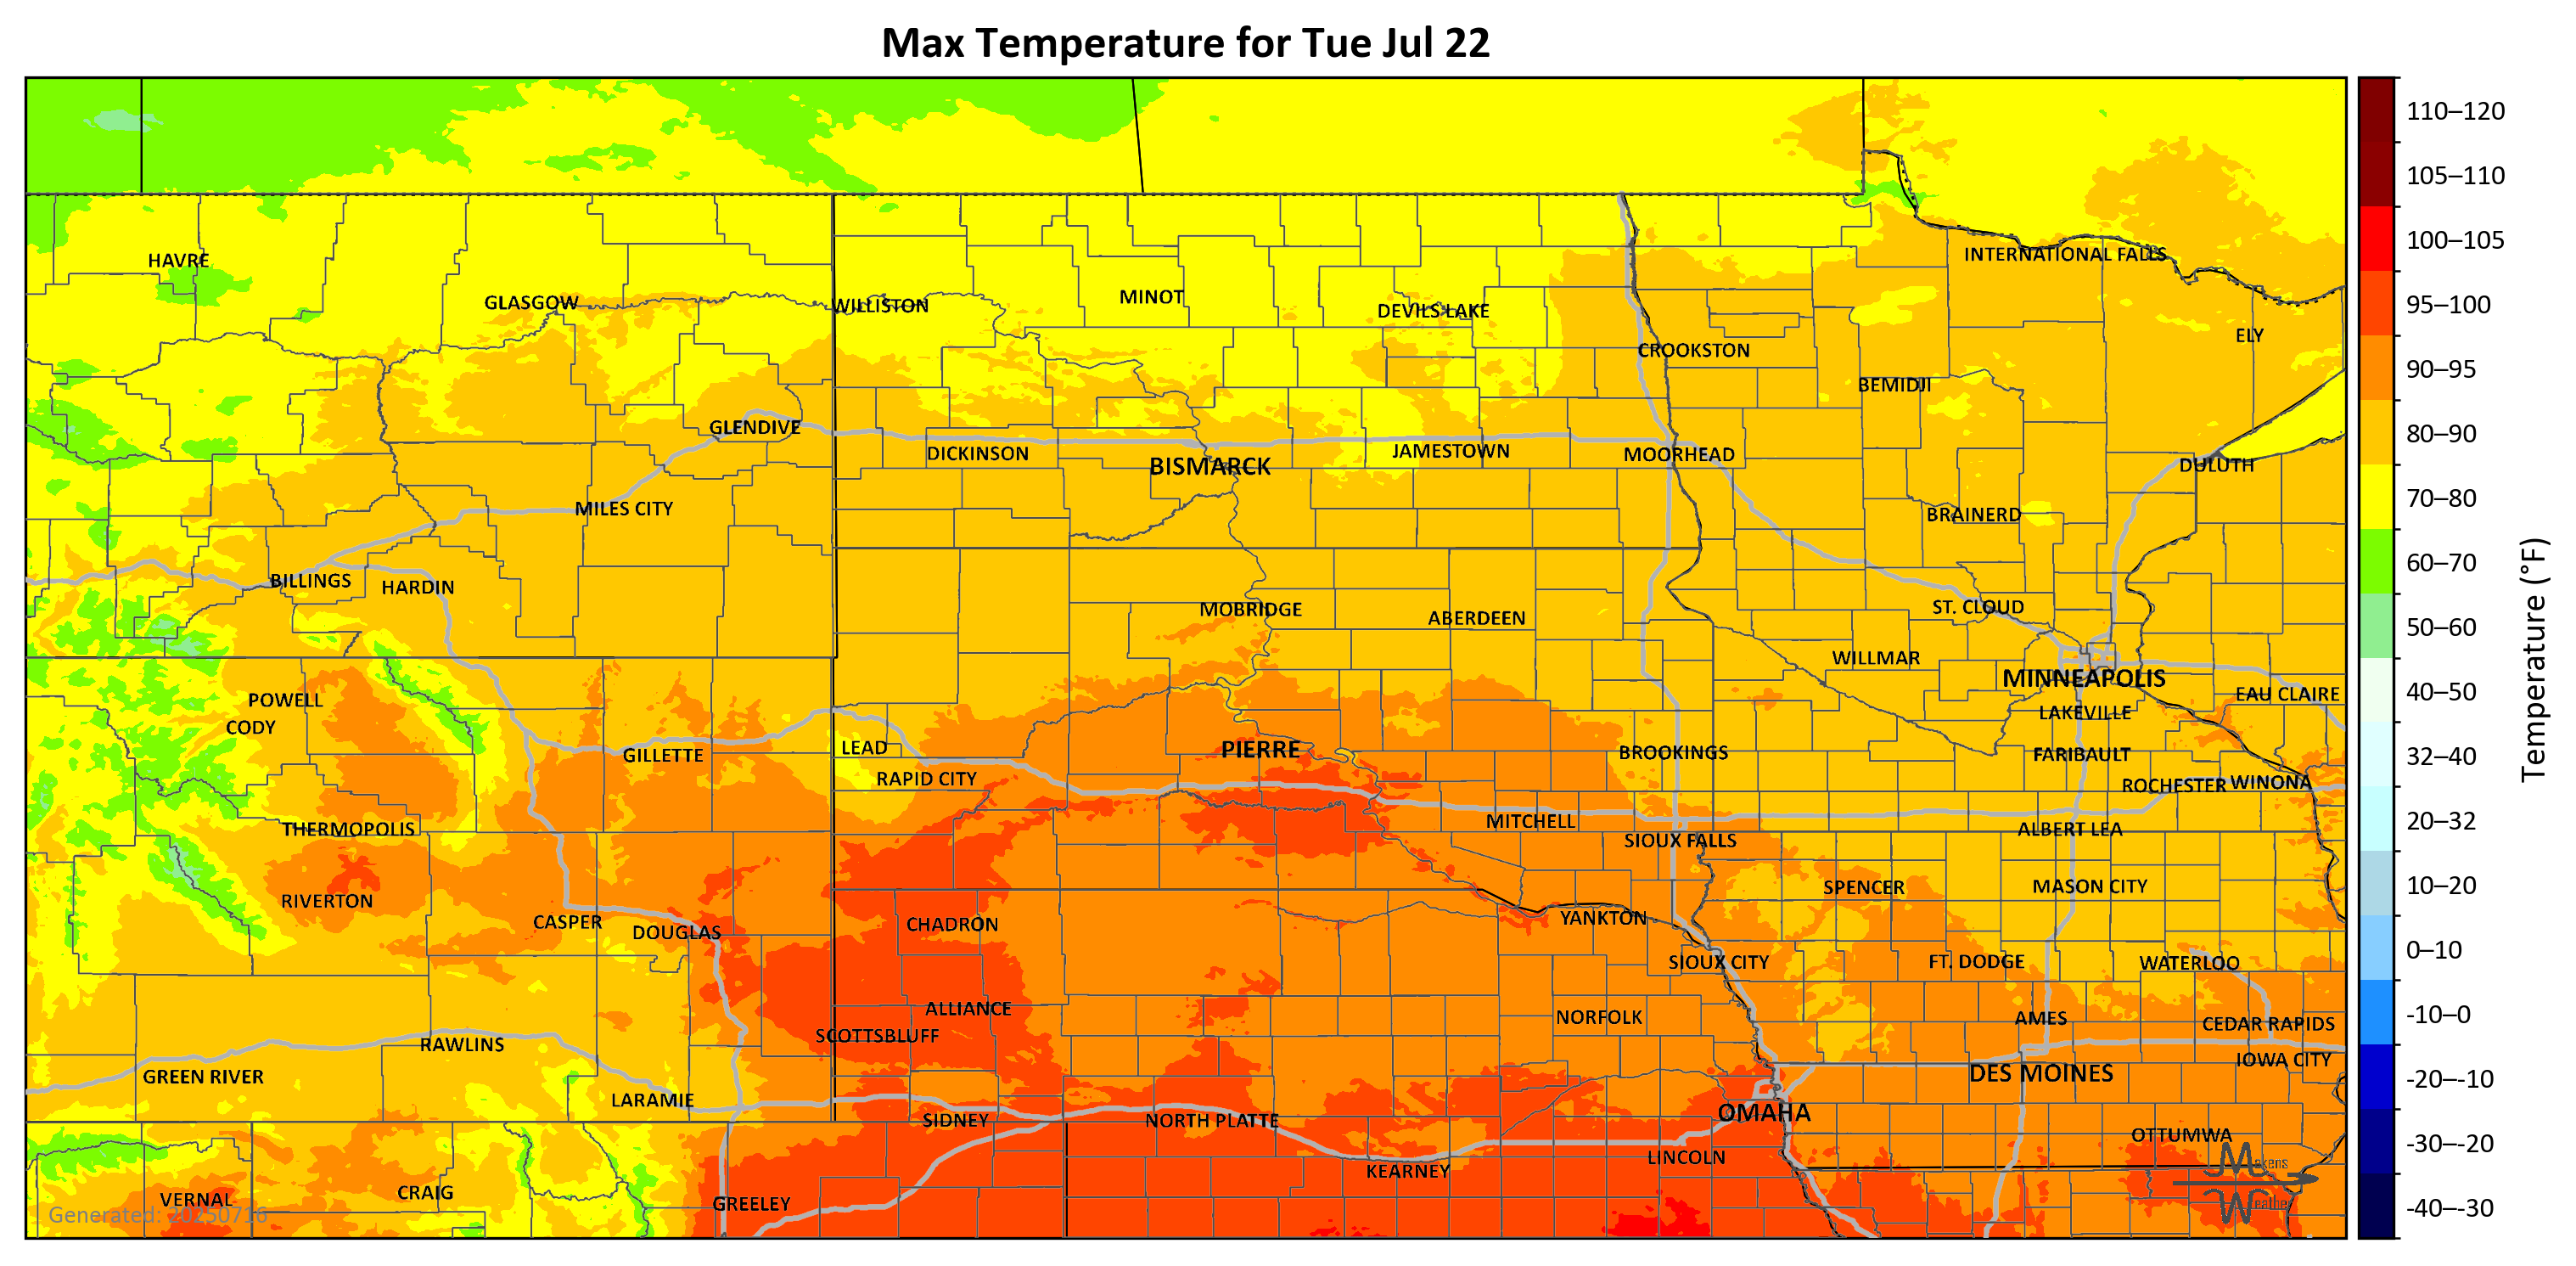 Max Temperature for Tue Jul 22
HAVRE
GLASGOW
WILLISTON
MINOT
DEVILS LAKE
INTERNATIONAL FALLS
CROOKSTON
ELY
BEMIDJI
GLENDIVE
DICKINSON
BISMARCK
JAMESTOWN
MOORHEAD
DULUTH
MILES CITY
BRAINERD
BILLINGS
HARDIN
MOBRIDGE
ABERDEEN
ST. CLOUD
WILLMAR
MINNEAPOLIS
EAU CLAIRE
POWELL
CODY
LAKEVILLE
GILLETTE
LEAD
RAPID CITY
PIERRE
BROOKINGS
FARIBAULT
ROCHESTER
WINONA
THERMOPOLIS
MITCHELL
SIOUX FALLS
ALBERT LEA
RIVERTON
CASPER
DOUGLAS
CHADRON
YANKTON
SPENCER
MASON CITY
SIOUX CITY
FT. DODGE
WATERLOO
ALLIANCE
SCOTTSBLUFF
NORFOLK
AMES
CEDAR RAPIDS
RAWLINS
GREEN RIVER
IOWA CITY
DES MOINES
LARAMIE
SIDNEY
NORTH PLATTE
OMAHA
OTTUMWA
KEARNEY
LINCOLN
VERNAL
CRAIG
GREELEY
Generated: 20250716
Makens
Weather
110–120
105–110
100–105
95–100
90–95
80–90
70–80
60–70
50–60
40–50
32–40
20–32
10–20
0–10
-10–0
-20–-10
-30–-20
-40–-30
Temperature (°F)